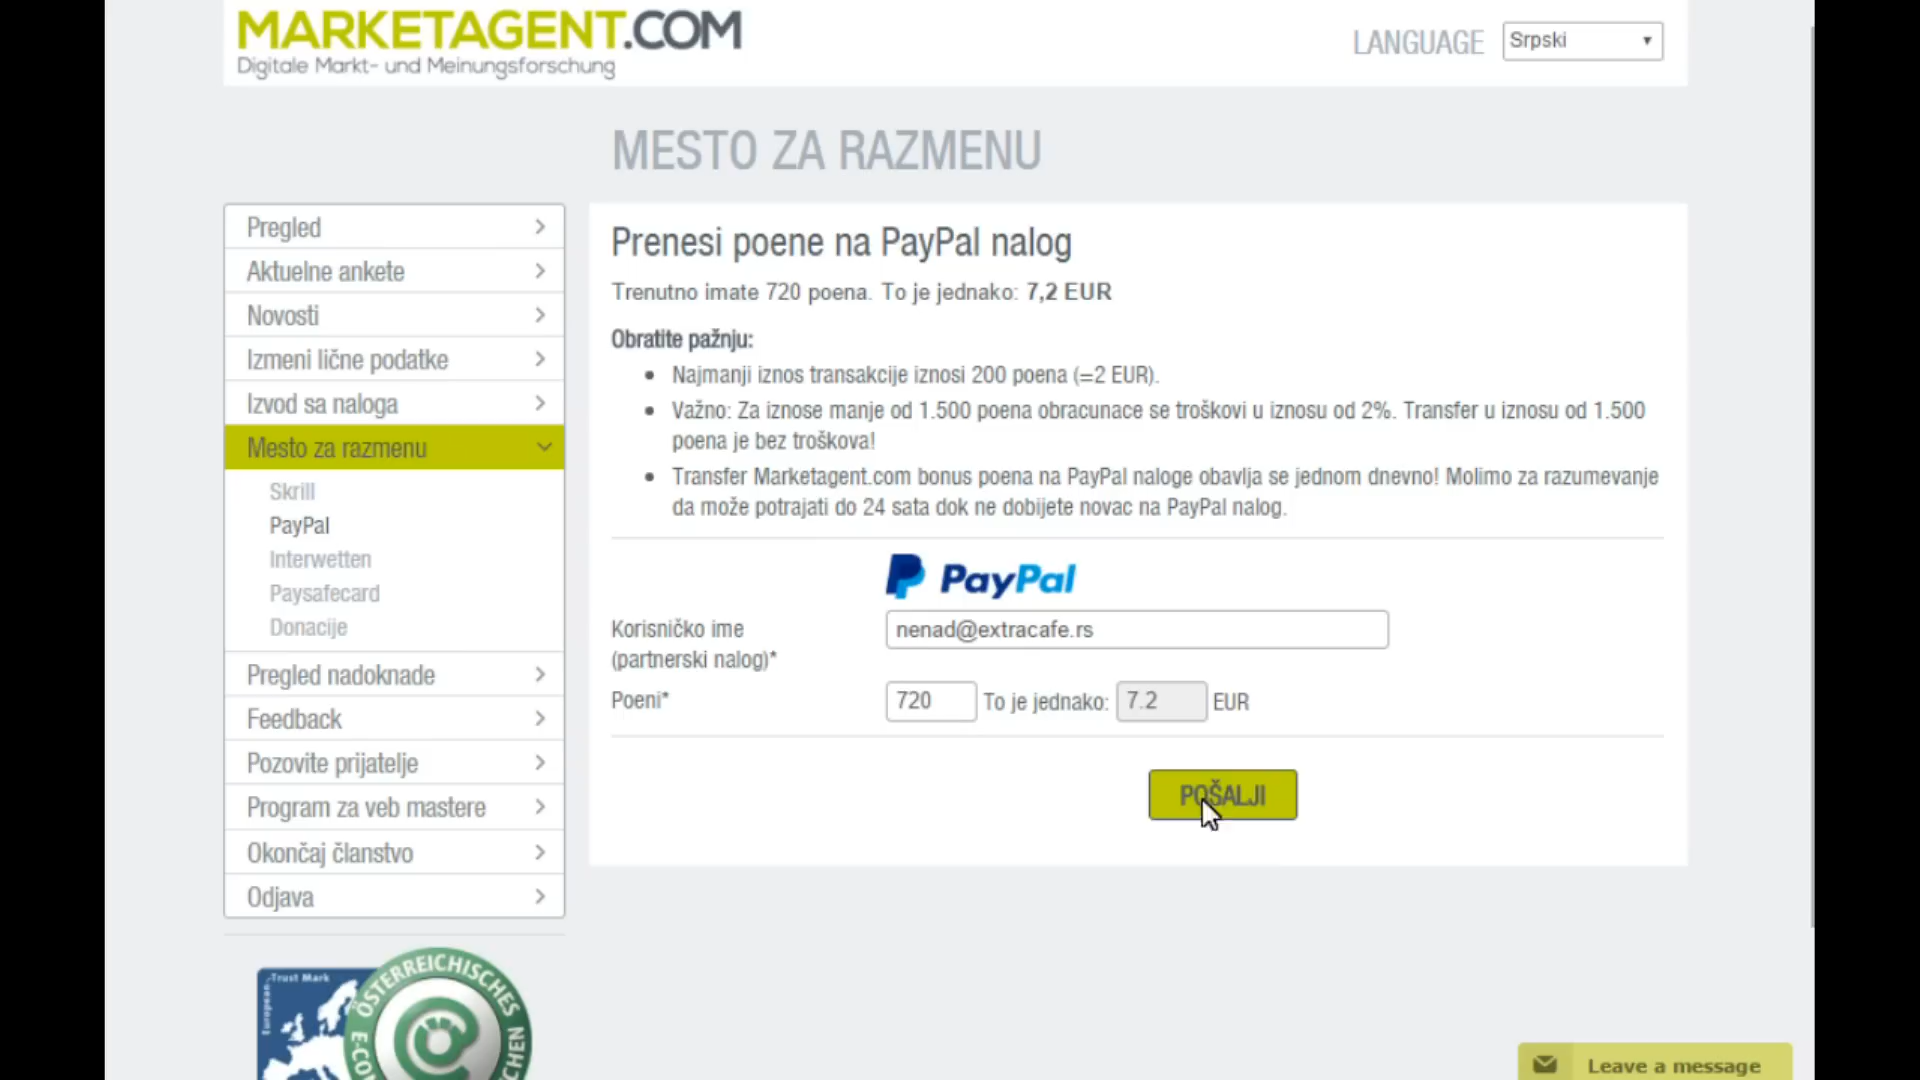 MARKETAGENT.COM
Digitale Markt- und Meinungsforschung
LANGUAGE
Srpski
MESTO ZA RAZMENU
Pregled
Aktuelne ankete
Novosti
Izmeni lične podatke
Izvod sa naloga
Mesto za razmenu
Skrill
PayPal
Interwetten
Paysafecard
Donacije
Pregled nadoknade
Feedback
Pozovite prijatelje
Program za veb mastere
Okončaj članstvo
Odjava
Prenesi poene na PayPal nalog
Trenutno imate 720 poena. To je jednako: 7,2 EUR
Obratite pažnju:
Najmanji iznos transakcije iznosi 200 poena (=2 EUR).
Važno: Za iznose manje od 1.500 poena obracunace se troškovi u iznosu od 2%. Transfer u iznosu od 1.500
poena je bez troškova!
Transfer Marketagent.com bonus poena na PayPal naloge obavlja se jednom dnevno! Molimo za razumevanje
da može potrajati do 24 sata dok ne dobijete novac na PayPal nalog.
PayPal
Korisničko ime
(partnerski nalog)*
nenad@extracafe.rs
Poeni*
720 To je jednako: 7.2 EUR
POŠALJI
European
Trust Mark
ÖSTERREICHISCHES
Leave a message